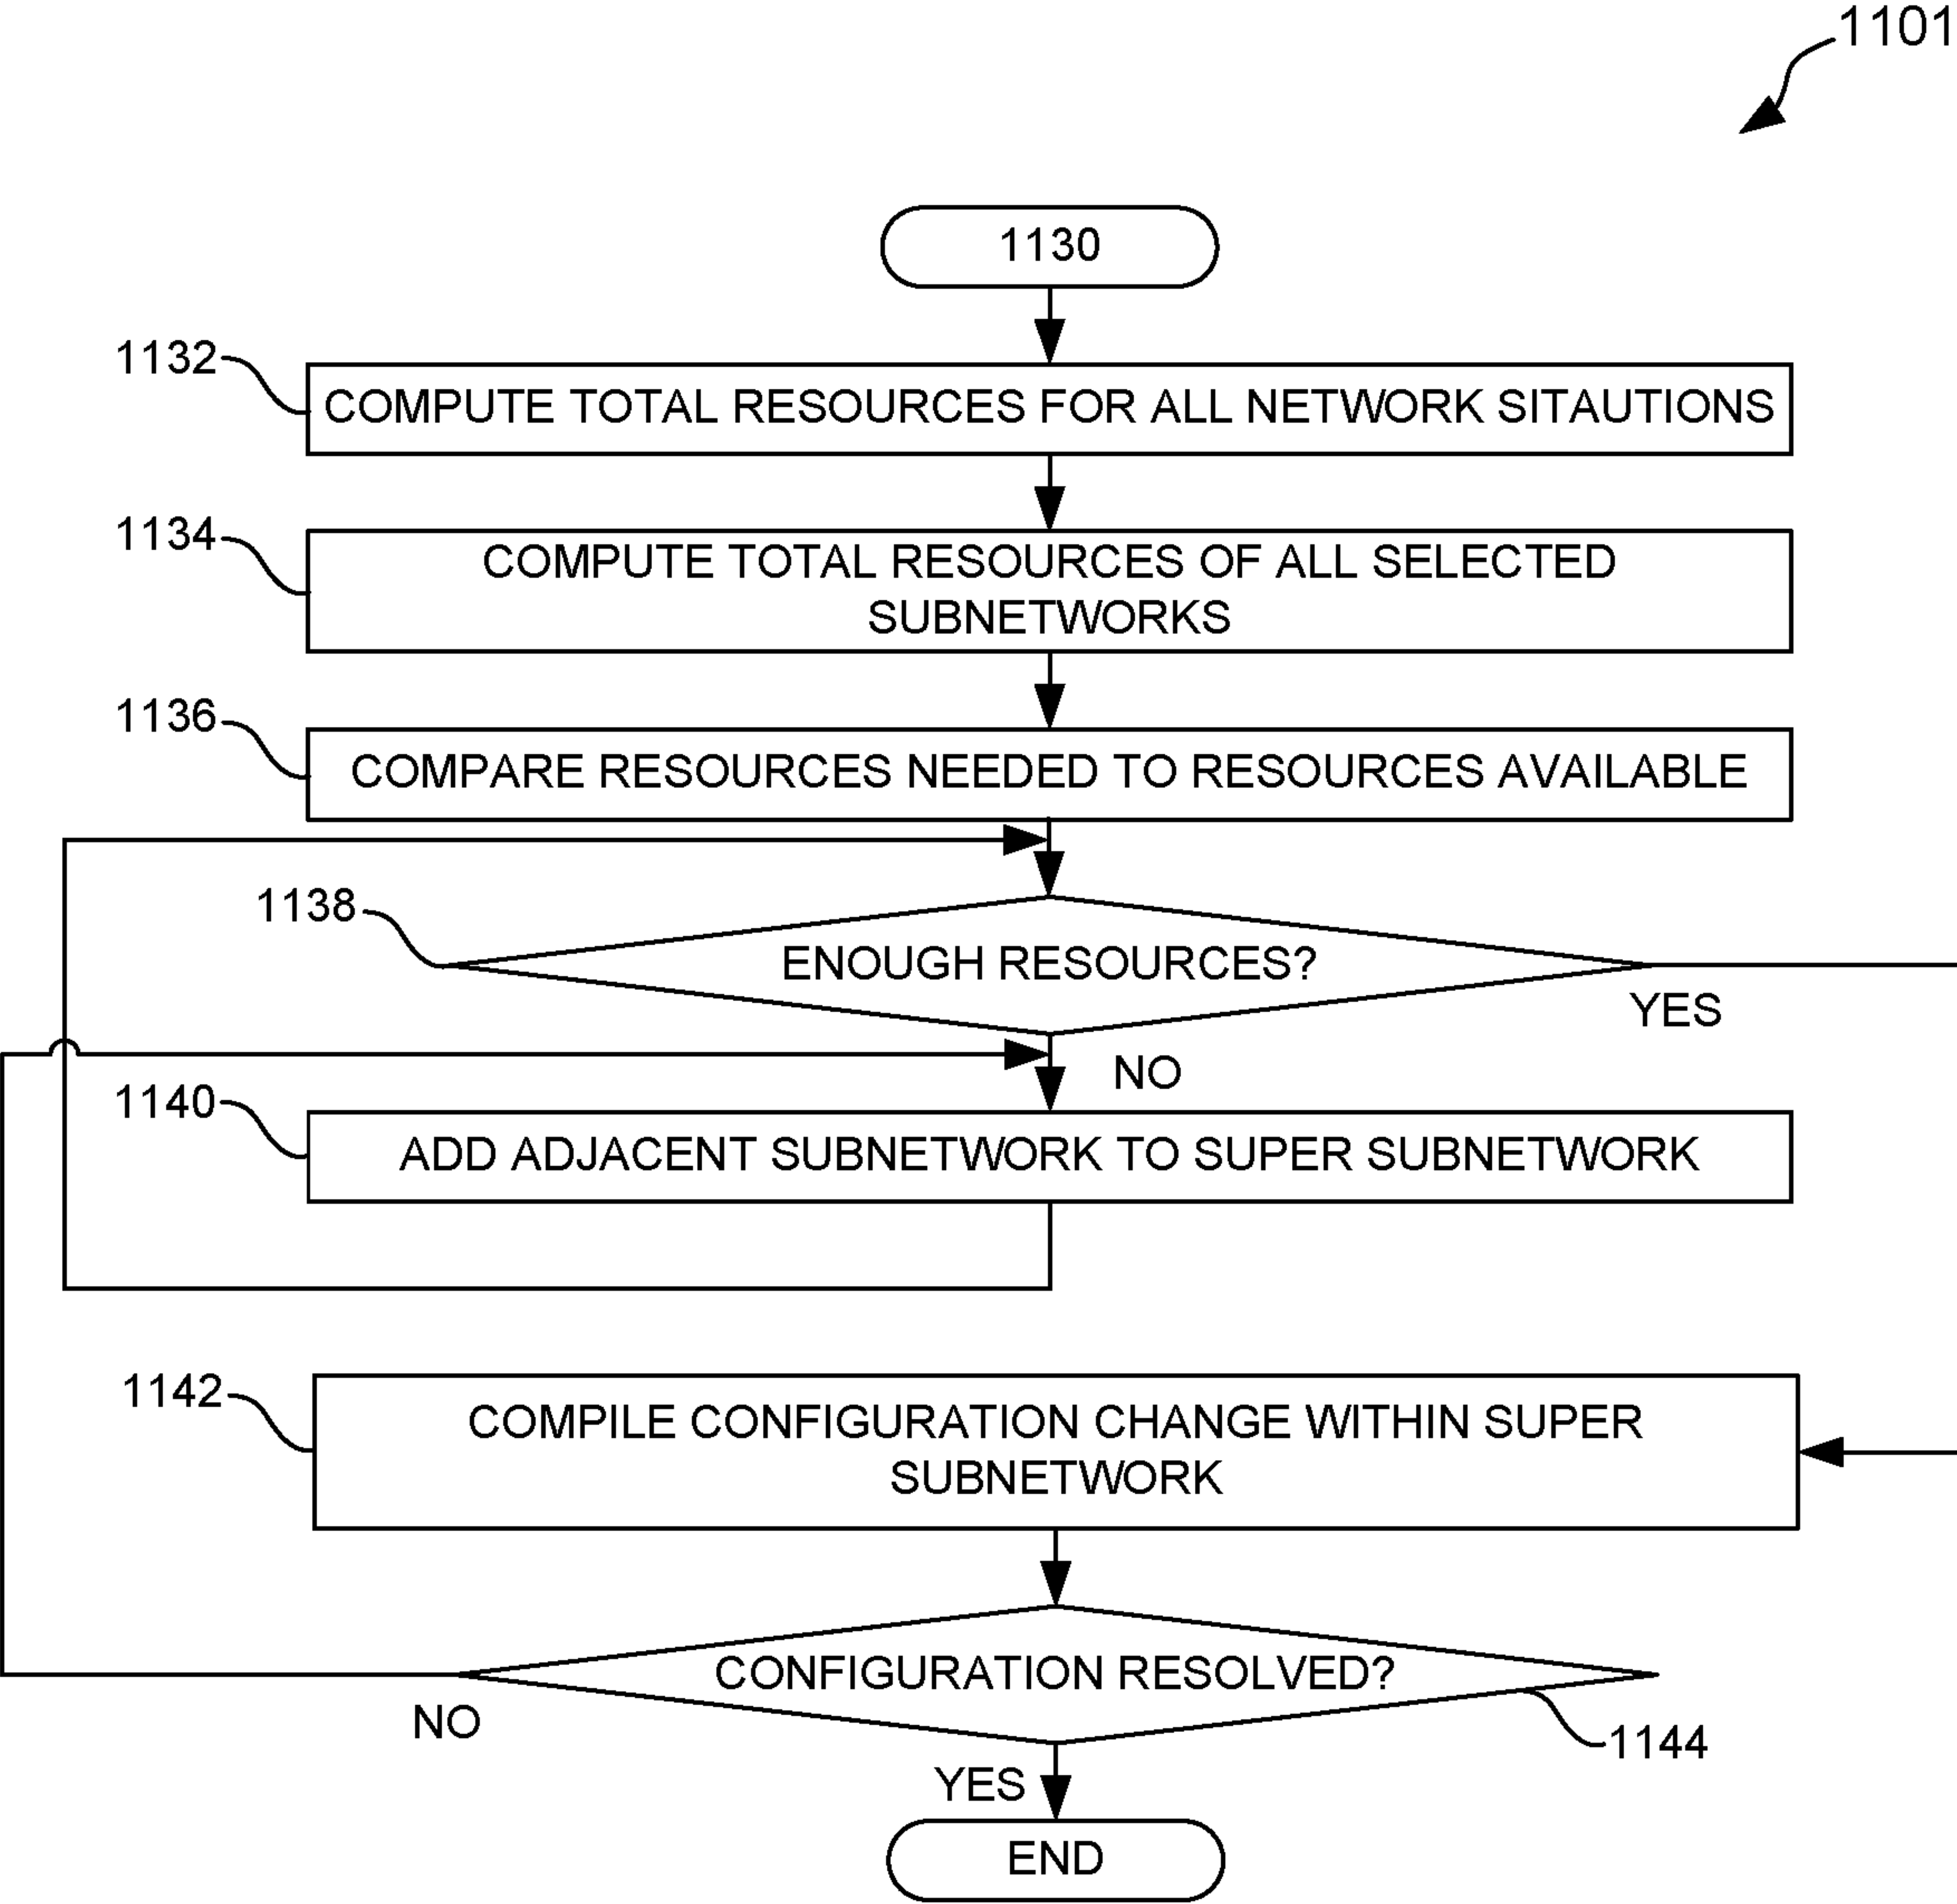 1101
1130
1132
COMPUTE TOTAL RESOURCES FOR ALL NETWORK SITAUTIONS
1134
COMPUTE TOTAL RESOURCES OF ALL SELECTED
SUBNETWORKS
1136
COMPARE RESOURCES NEEDED TO RESOURCES AVAILABLE
1138
ENOUGH RESOURCES?
YES
NO
1140
ADD ADJACENT SUBNETWORK TO SUPER SUBNETWORK
1142
COMPILE CONFIGURATION CHANGE WITHIN SUPER
SUBNETWORK
CONFIGURATION RESOLVED?
NO
1144
YES
END